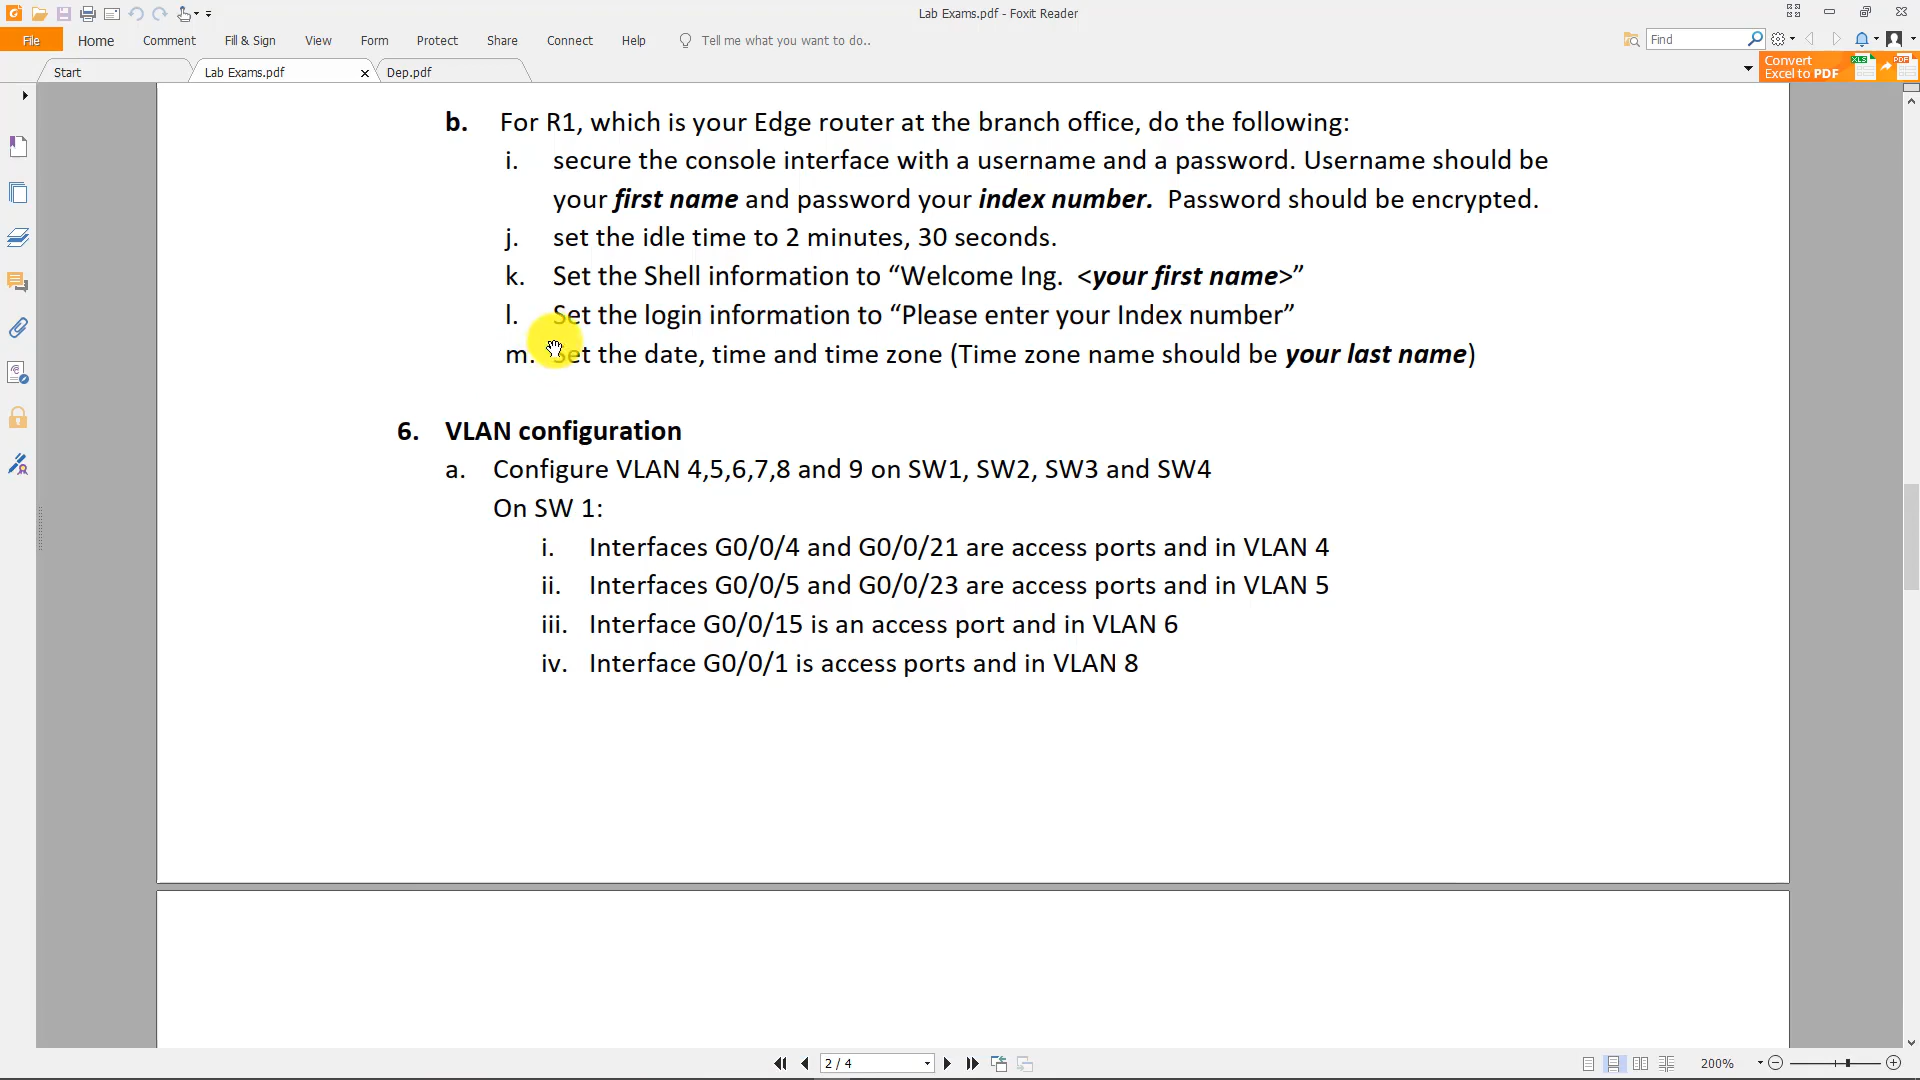 Lab Exams.pdf - Foxit Reader
File Home Comment Fill & Sign View Form Protect Share Connect Help Tell me what you want to do.. Find
Start Lab Exams.pdf Dep.pdf
Convert
Excel to PDF
XLS PDF
b. For R1, which is your Edge router at the branch office, do the following:
i. secure the console interface with a username and a password. Username should be
your first name and password your index number. Password should be encrypted.
j. set the idle time to 2 minutes, 30 seconds.
k. Set the Shell information to “Welcome Ing. <your first name>”
l. Set the login information to “Please enter your Index number”
m. Set the date, time and time zone (Time zone name should be your last name)
6. VLAN configuration
a. Configure VLAN 4,5,6,7,8 and 9 on SW1, SW2, SW3 and SW4
On SW 1:
i. Interfaces G0/0/4 and G0/0/21 are access ports and in VLAN 4
ii. Interfaces G0/0/5 and G0/0/23 are access ports and in VLAN 5
iii. Interface G0/0/15 is an access port and in VLAN 6
iv. Interface G0/0/1 is access ports and in VLAN 8
2 / 4
200%